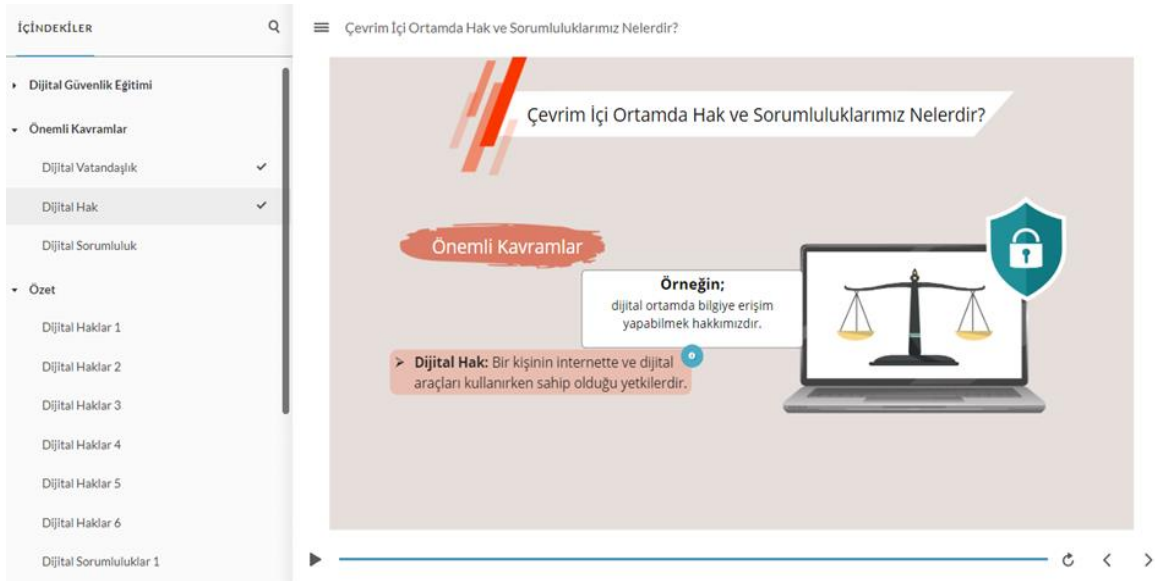 İÇİNDEKİLER
Dijital Güvenlik Eğitimi
Önemli Kavramlar
Dijital Vatandaşlık
Dijital Hak
Dijital Sorumluluk
Özet
Dijital Haklar 1
Dijital Haklar 2
Dijital Haklar 3
Dijital Haklar 4
Dijital Haklar 5
Dijital Haklar 6
Dijital Sorumluluklar 1
Çevrim İçi Ortamda Hak ve Sorumluluklarımız Nelerdir?
Çevrim İçi Ortamda Hak ve Sorumluluklarımız Nelerdir?
Önemli Kavramlar
Örneğin;
dijital ortamda bilgiye erişim
yapabilmek hakkımızdır.
➤ Dijital Hak: Bir kişinin internette ve dijital
araçları kullanırken sahip olduğu yetkilerdir.